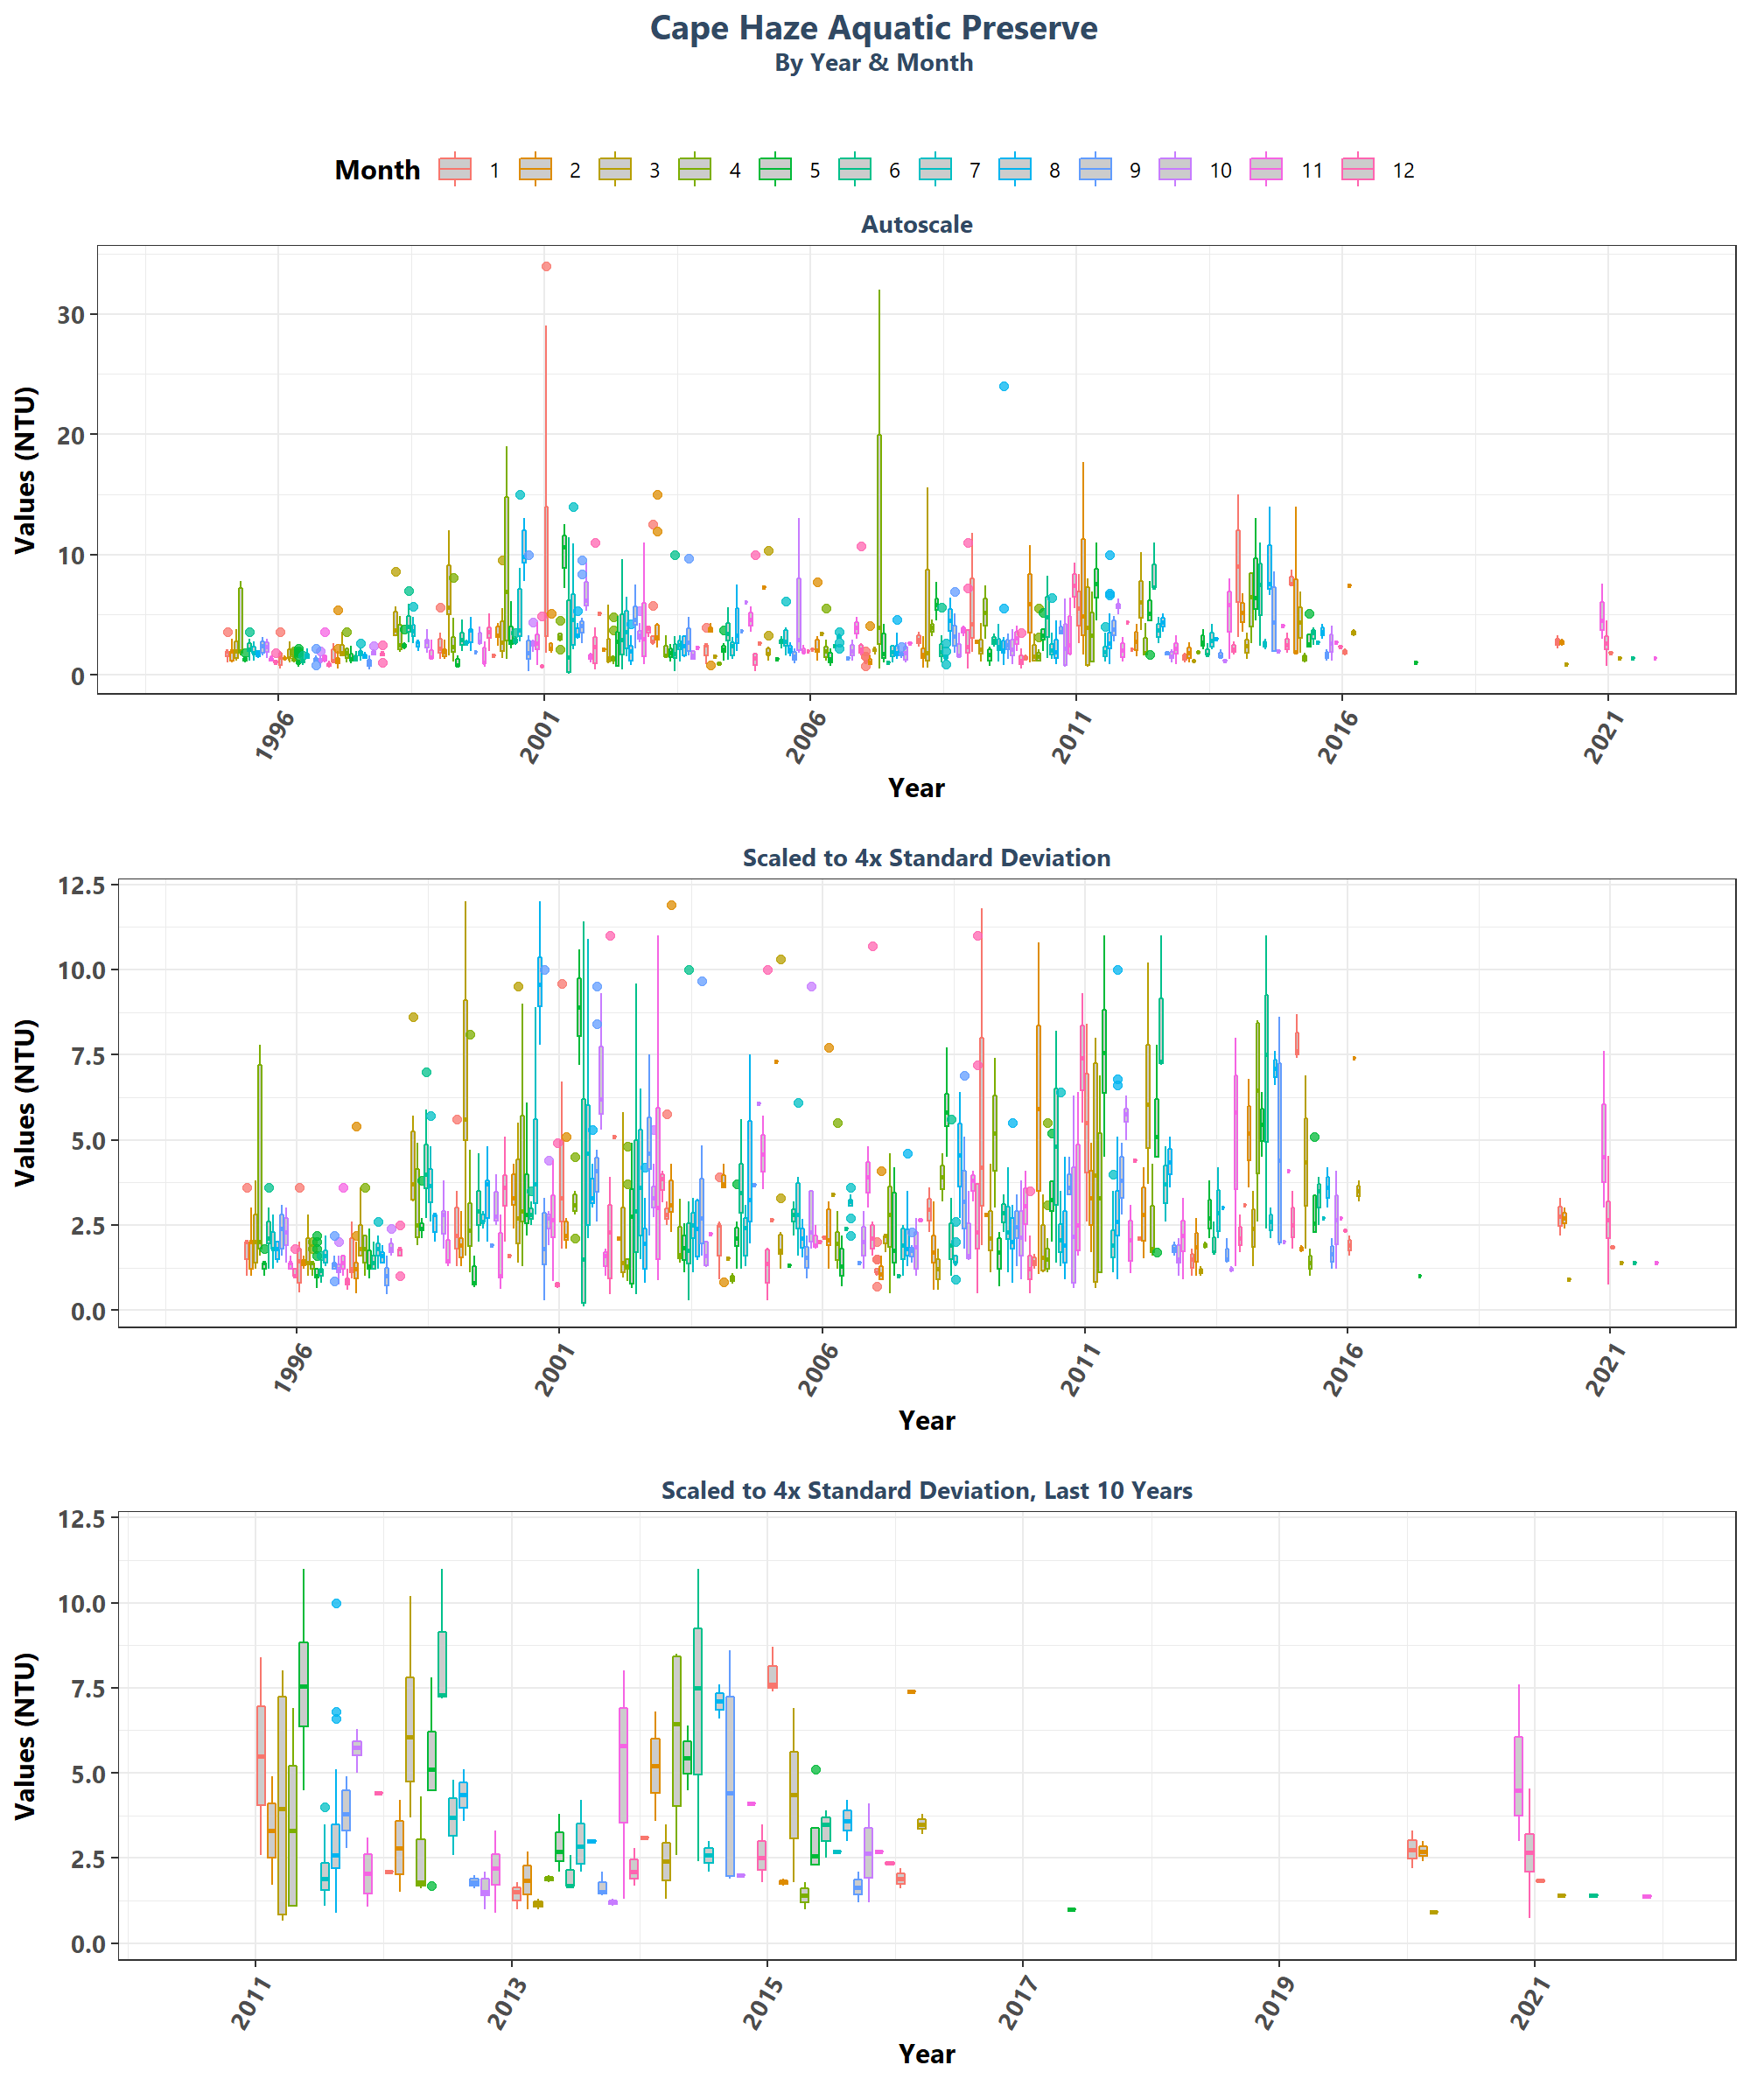 Cape Haze Aquatic Preserve
By Year & Month
Month 1 2 3 4 5 6 7 8 9 10 11 12
Autoscale
Values (NTU)
30
20
10
0
1996 2001 2006 2011 2016 2021
Year
Scaled to 4x Standard Deviation
Values (NTU)
12.5
10.0
7.5
5.0
2.5
0.0
1996 2001 2006 2011 2016 2021
Year
Scaled to 4x Standard Deviation, Last 10 Years
Values (NTU)
12.5
10.0
7.5
5.0
2.5
0.0
2011 2013 2015 2017 2019 2021
Year